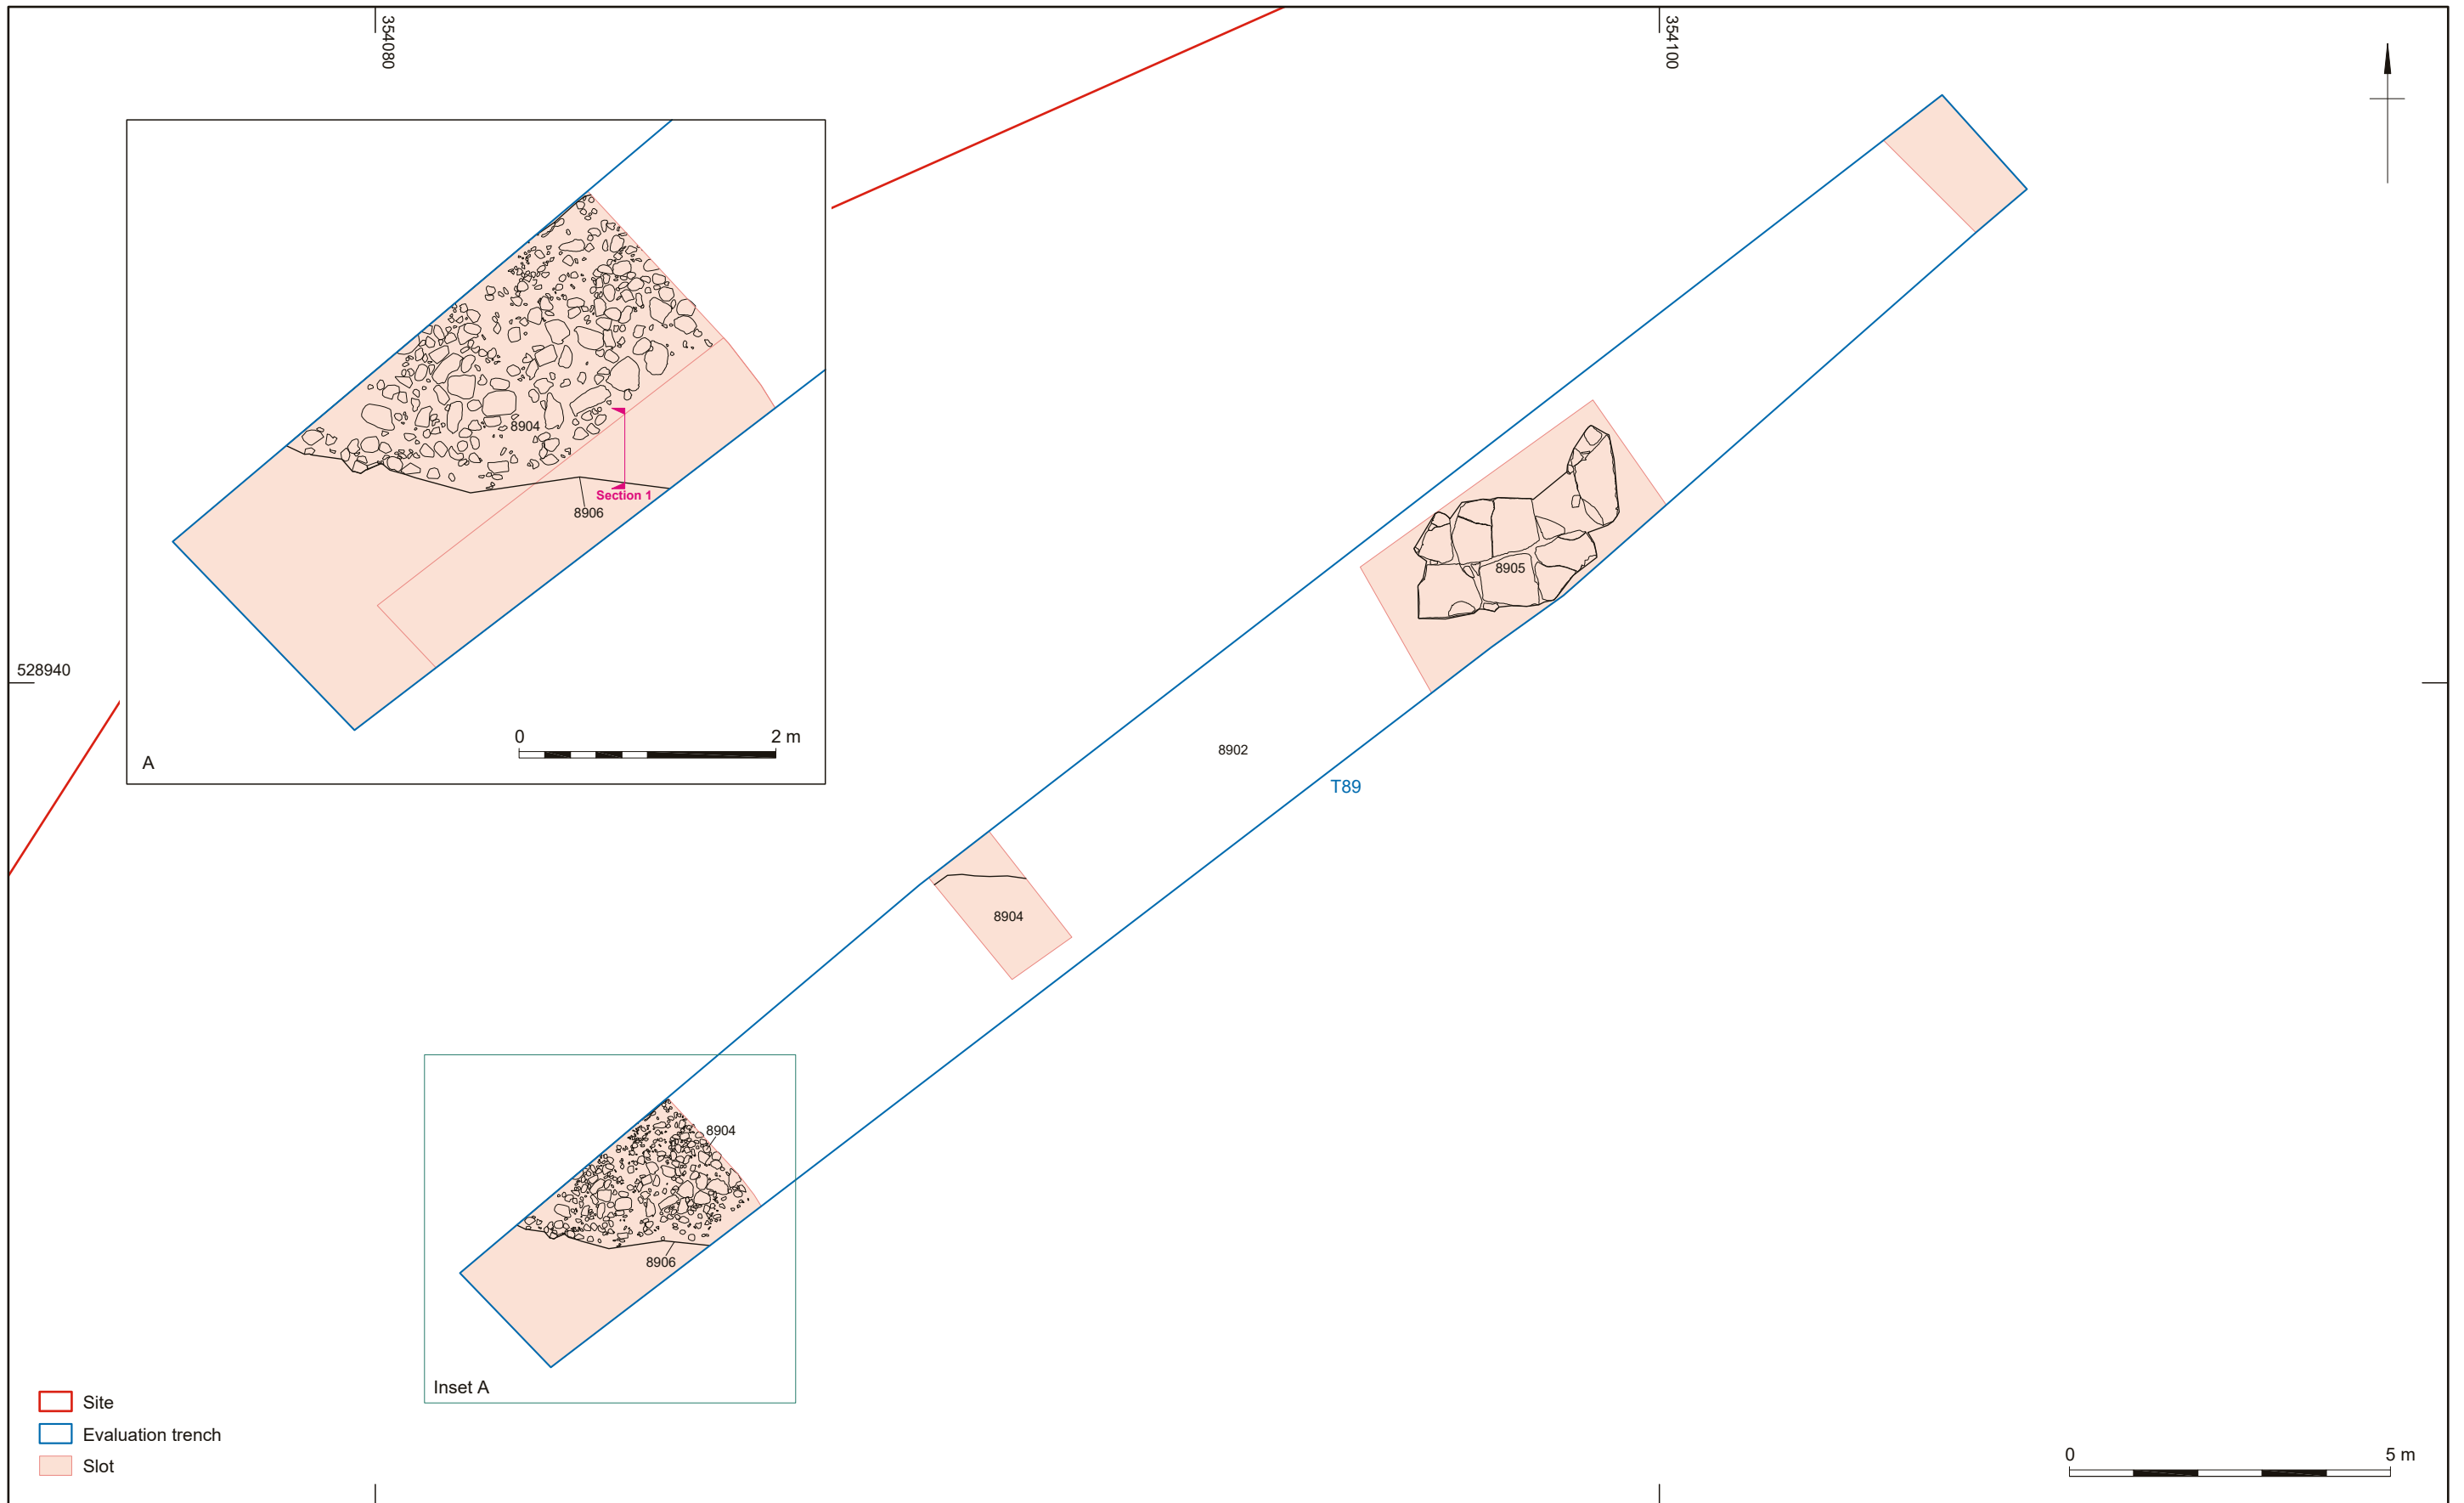 354080
354100
8904
Section 1
8906
528940
0
2 m
A
8905
8902
T89
8904
8904
8906
Inset A
Site
Evaluation trench
Slot
0
5 m